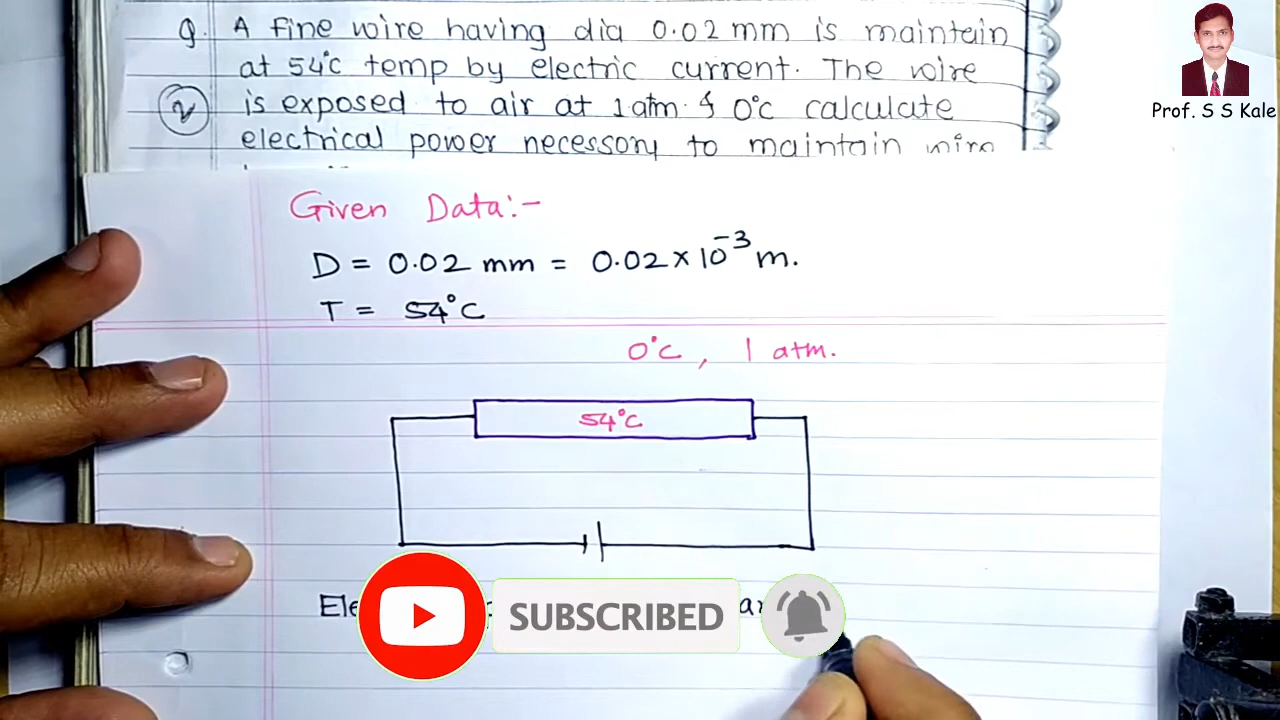 Q. A fine wire having dia 0.02 mm is maintain
at 54°C temp by electric current. The wire
is exposed to air at 1 atm & 0°C calculate
electrical power necessory to maintain wire
Prof. S S Kale
Given Data:-
D = 0.02 mm = 0.02 × 10⁻³ m.
T = 54°C
0°C, 1 atm.
54°C
SUBSCRIBED